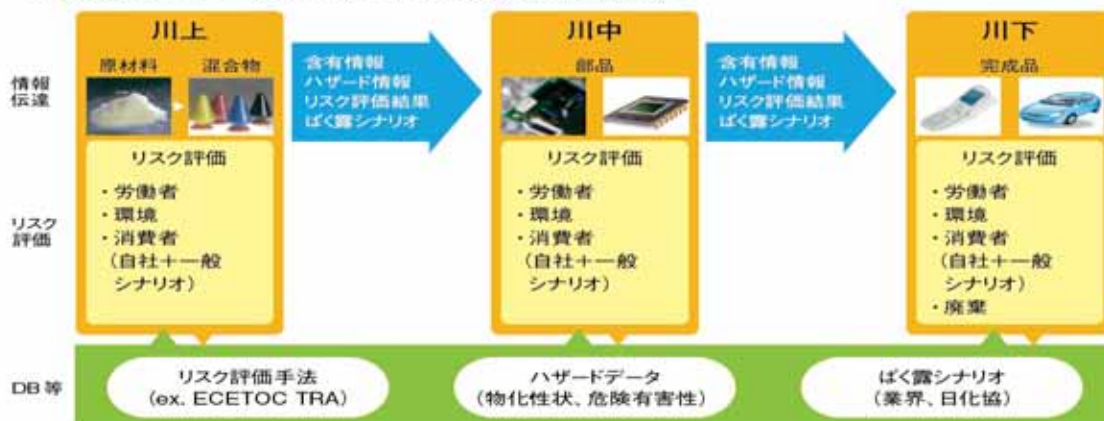 川上
原材料
混合物
情報
伝達
リスク評価
・労働者
・環境
・消費者
（自社＋一般
シナリオ）
含有情報
ハザード情報
リスク評価結果
ばく露シナリオ
川中
部品
リスク評価
・労働者
・環境
・消費者
（自社＋一般
シナリオ）
含有情報
ハザード情報
リスク評価結果
ばく露シナリオ
川下
完成品
リスク評価
・労働者
・環境
・消費者
（自社＋一般
シナリオ）
・廃棄
リスク
評価
DB等
リスク評価手法
(ex. ECETOC TRA)
ハザードデータ
（物化性状、危険有害性）
ばく露シナリオ
（業界、日化協）